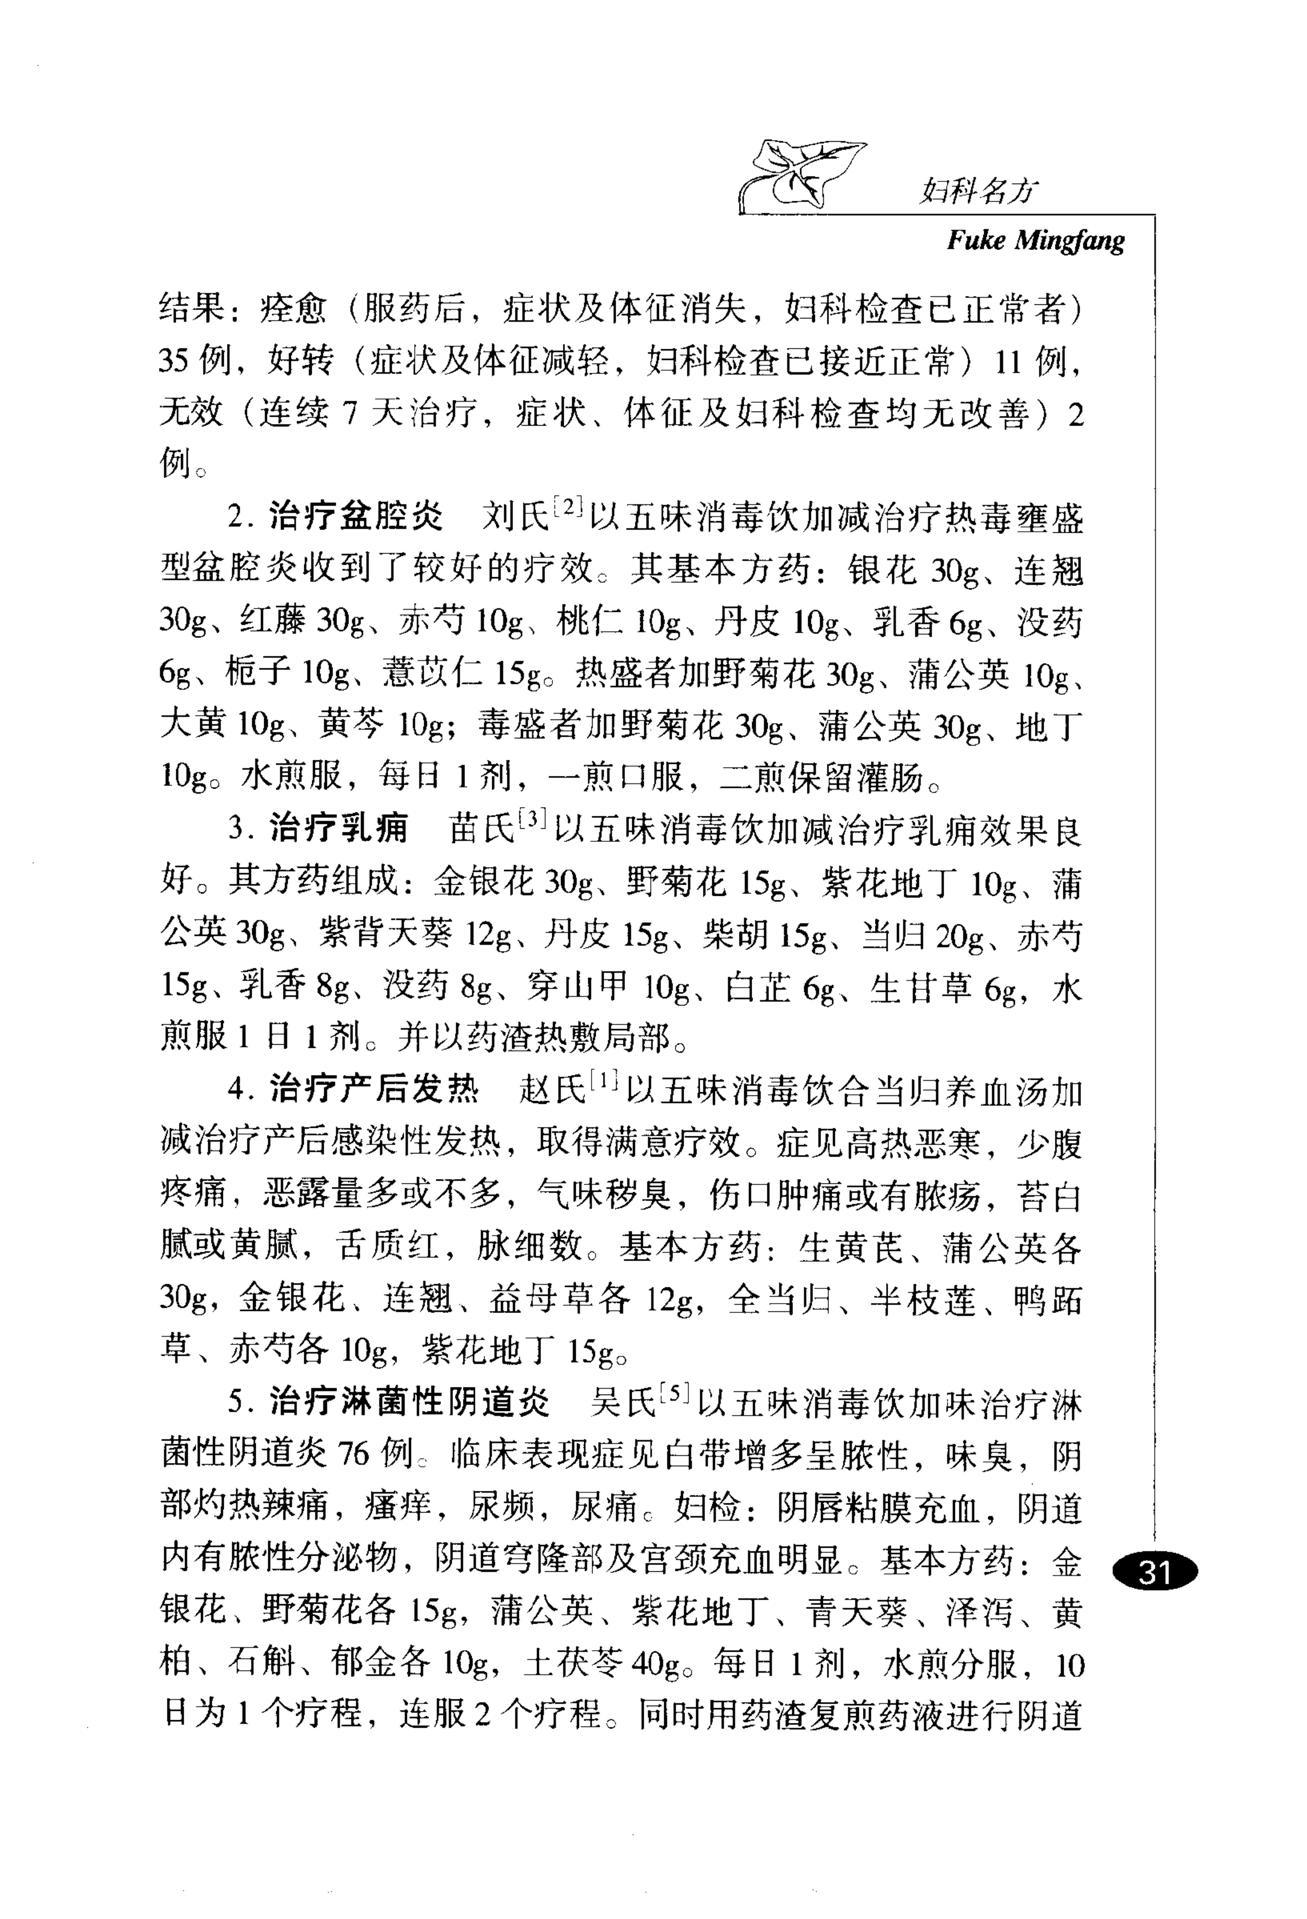 妇科名方
Fuke Mingfang
结果：痊愈（服药后，症状及体征消失，妇科检查已正常者）
35例，好转（症状及体征减轻，妇科检查已接近正常）11例，
无效（连续7天治疗，症状、体征及妇科检查均无改善）2
例。
2. 治疗盆腔炎 刘氏[2]以五味消毒饮加减治疗热毒壅盛
型盆腔炎收到了较好的疗效。其基本方药：银花30g、连翘
30g、红藤30g、赤芍10g、桃仁10g、丹皮10g、乳香6g、没药
6g、栀子10g、薏苡仁15g。热盛者加野菊花30g、蒲公英10g、
大黄10g、黄芩10g；毒盛者加野菊花30g、蒲公英30g、地丁
10g。水煎服，每日1剂，一煎口服，二煎保留灌肠。
3. 治疗乳痈 苗氏[3]以五味消毒饮加减治疗乳痈效果良
好。其方药组成：金银花30g、野菊花15g、紫花地丁10g、蒲
公英30g、紫背天葵12g、丹皮15g、柴胡15g、当归20g、赤芍
15g、乳香8g、没药8g、穿山甲10g、白芷6g、生甘草6g，水
煎服1日1剂。并以药渣热敷局部。
4. 治疗产后发热 赵氏[1]以五味消毒饮合当归养血汤加
减治疗产后感染性发热，取得满意疗效。症见高热恶寒，少腹
疼痛，恶露量多或不多，气味秽臭，伤口肿痛或有脓疡，苔白
腻或黄腻，舌质红，脉细数。基本方药：生黄芪、蒲公英各
30g，金银花、连翘、益母草各12g，全当归、半枝莲、鸭跖
草、赤芍各10g，紫花地丁15g。
5. 治疗淋菌性阴道炎 吴氏[5]以五味消毒饮加味治疗淋
菌性阴道炎76例。临床表现症见白带增多呈脓性，味臭，阴
部灼热辣痛，瘙痒，尿频，尿痛。妇检：阴唇粘膜充血，阴道
内有脓性分泌物，阴道穹隆部及宫颈充血明显。基本方药：金
银花、野菊花各15g，蒲公英、紫花地丁、青天葵、泽泻、黄
柏、石斛、郁金各10g，土茯苓40g。每日1剂，水煎分服，10
日为1个疗程，连服2个疗程。同时用药渣复煎药液进行阴道
31